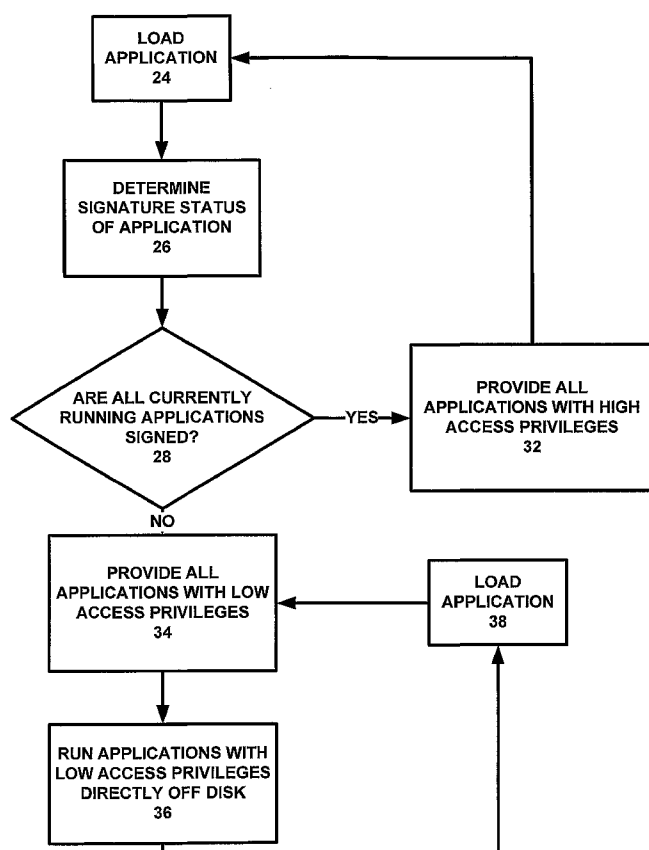 LOAD
APPLICATION
24
DETERMINE
SIGNATURE STATUS
OF APPLICATION
26
ARE ALL CURRENTLY
RUNNING APPLICATIONS
SIGNED?
28
YES
PROVIDE ALL
APPLICATIONS WITH HIGH
ACCESS PRIVILEGES
32
NO
PROVIDE ALL
APPLICATIONS WITH LOW
ACCESS PRIVILEGES
34
LOAD
APPLICATION
38
RUN APPLICATIONS WITH
LOW ACCESS PRIVILEGES
DIRECTLY OFF DISK
36